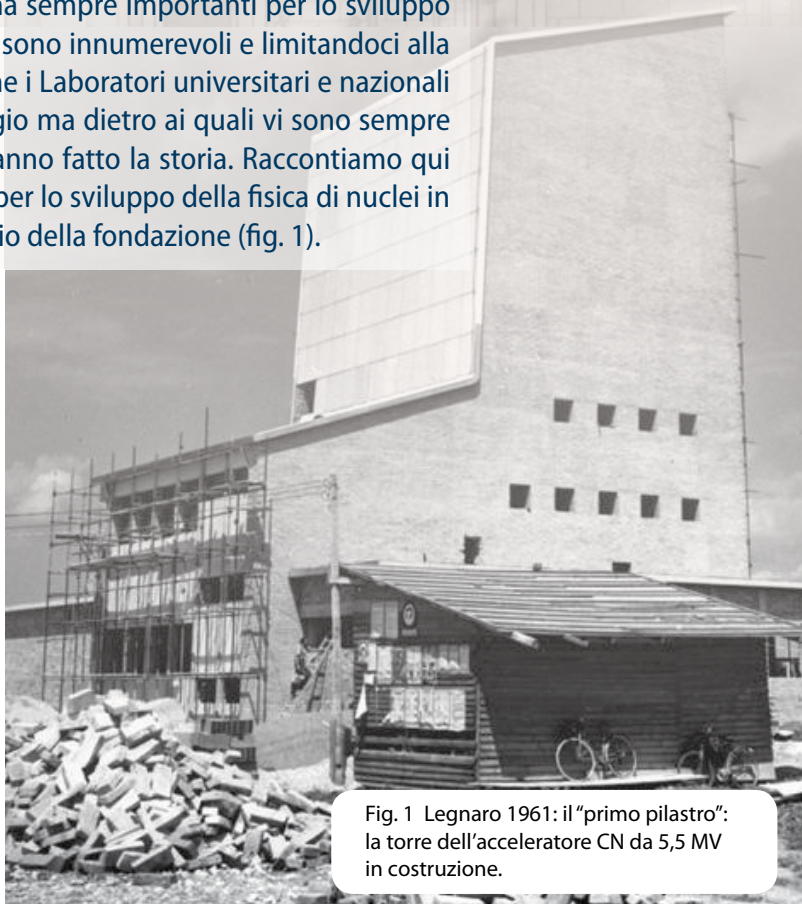 na sempre importanti per lo sviluppo
sono innumerevoli e limitandoci alla
ne i Laboratori universitari e nazionali
gio ma dietro ai quali vi sono sempre
anno fatto la storia. Raccontiamo qui
per lo sviluppo della fisica di nuclei in
io della fondazione (fig. 1).
Fig. 1 Legnaro 1961: il “primo pilastro”:
la torre dell’acceleratore CN da 5,5 MV
in costruzione.